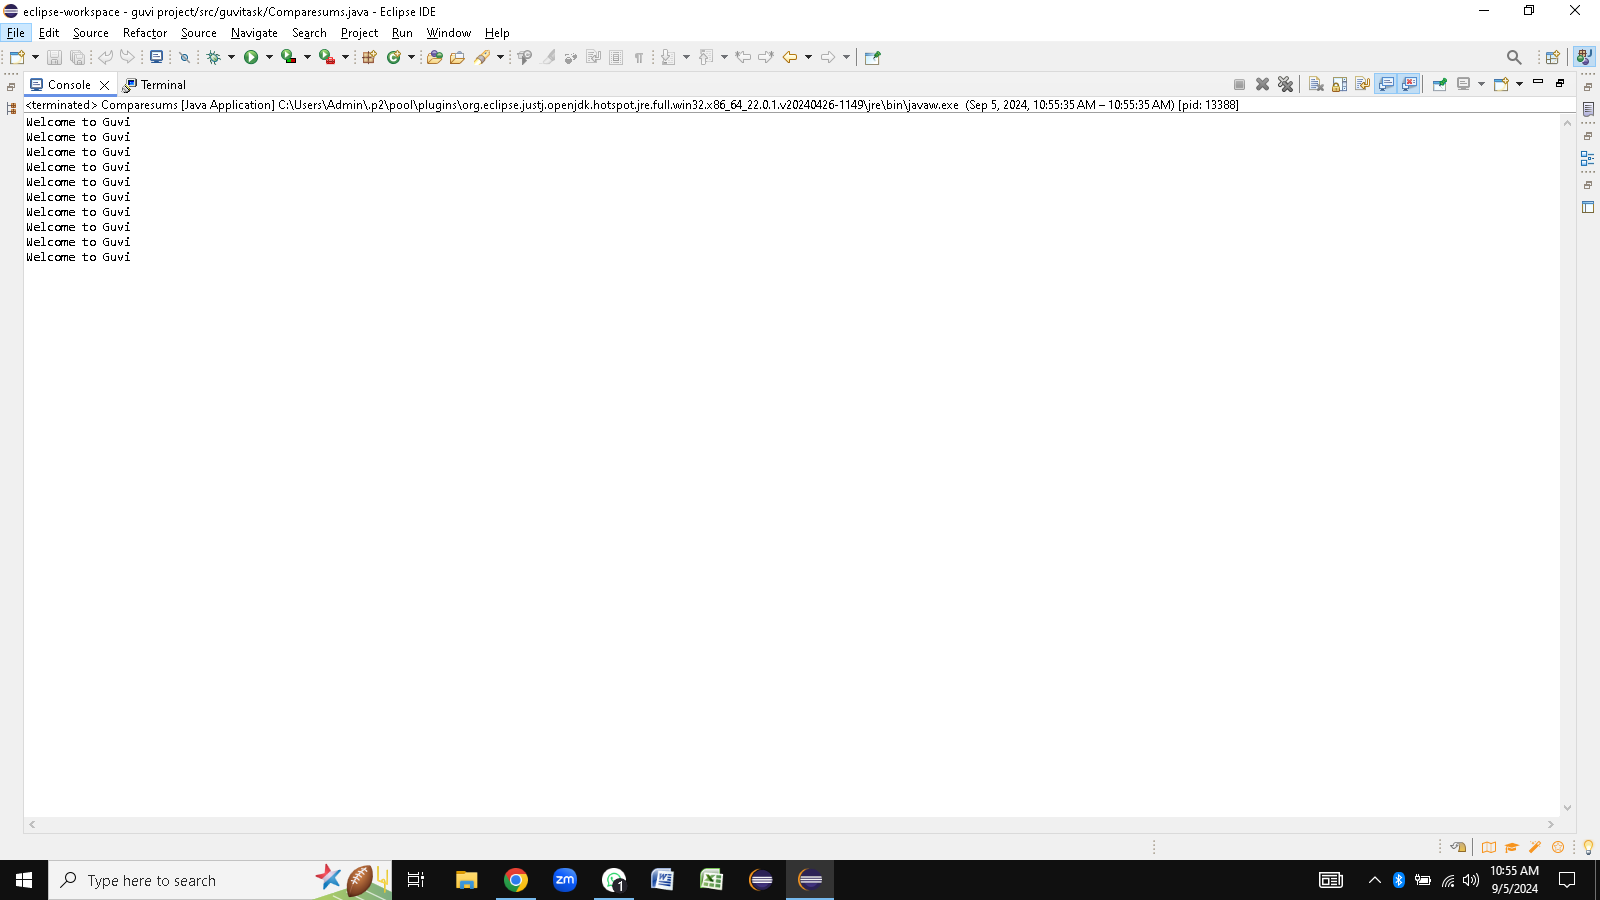 eclipse-workspace - guvi project/src/guvitask/Comparesums.java - Eclipse IDE
File Edit Source Refactor Source Navigate Search Project Run Window Help
Console Terminal
<terminated> Comparesums [Java Application] C:\Users\Admin\.p2\pool\plugins\org.eclipse.justj.openjdk.hotspot.jre.full.win32.x86_64_22.0.1.v20240426-1149\jre\bin\javaw.exe (Sep 5, 2024, 10:55:35 AM – 10:55:35 AM) [pid: 13388]
Welcome to Guvi
Welcome to Guvi
Welcome to Guvi
Welcome to Guvi
Welcome to Guvi
Welcome to Guvi
Welcome to Guvi
Welcome to Guvi
Welcome to Guvi
Welcome to Guvi
Type here to search
zm
1
10:55 AM
9/5/2024